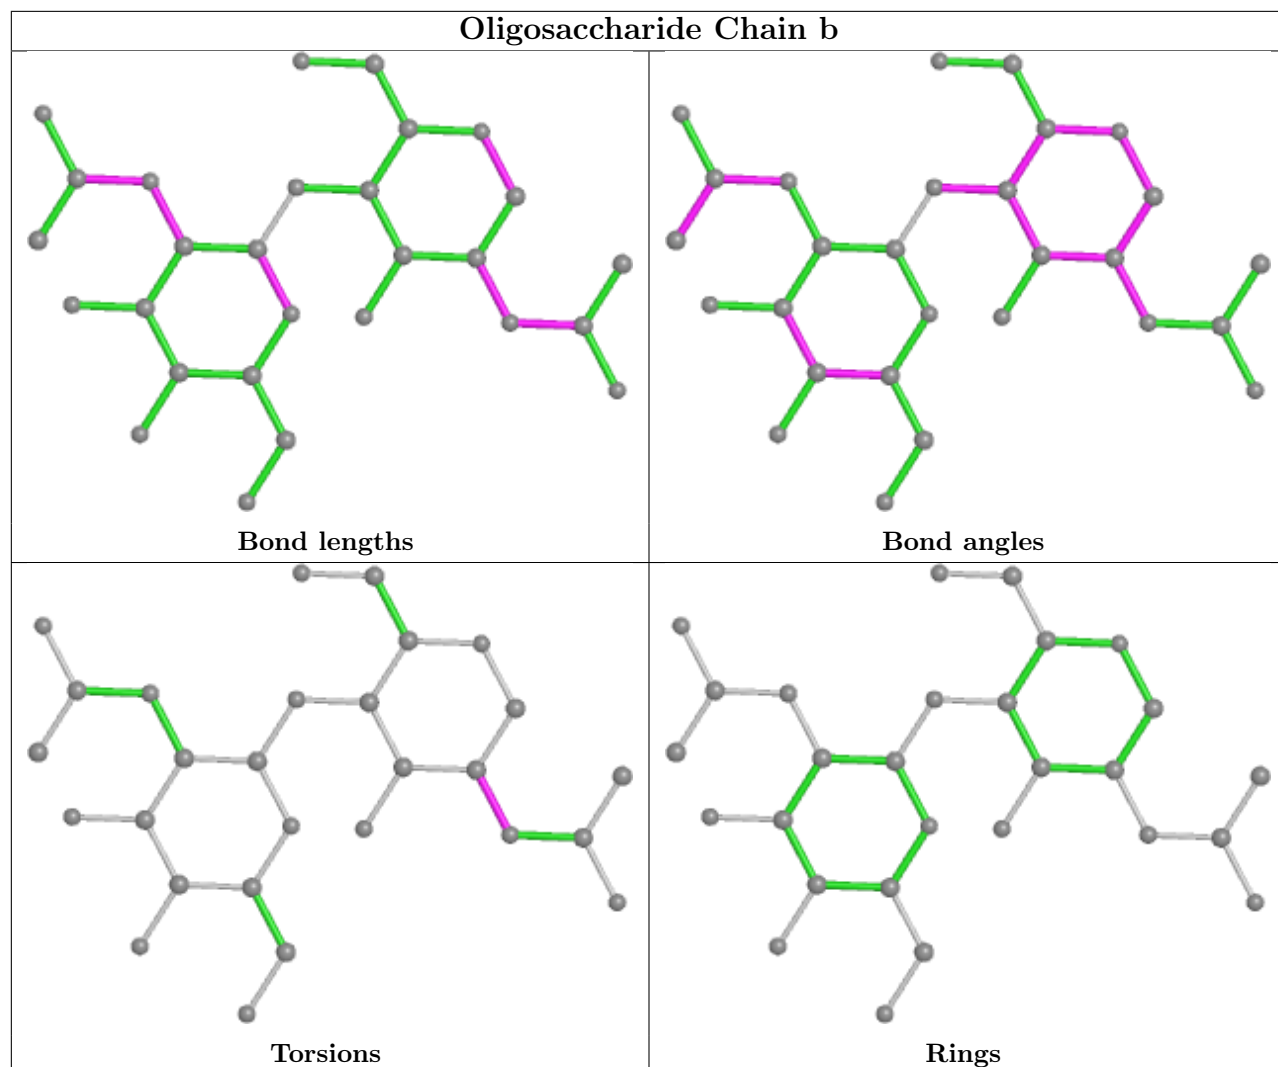 Oligosaccharide Chain b
Bond lengths
Bond angles
Torsions
Rings